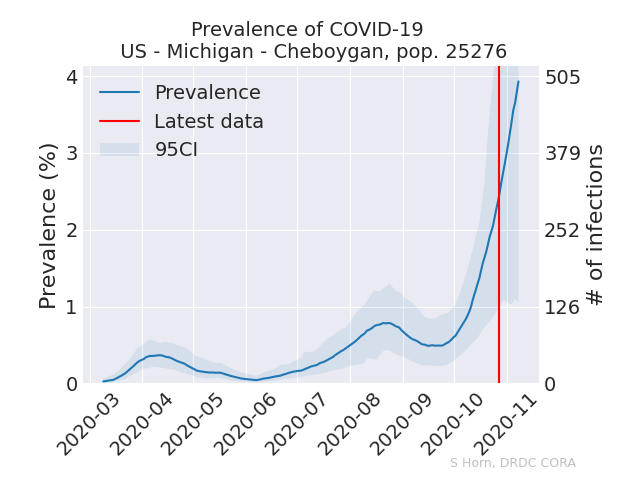 Prevalence of COVID-19
US - Michigan - Cheboygan, pop. 25276
Prevalence
Latest data
95CI
Prevalence (%)
4
3
2
1
0
505
379
252
126
0
# of infections
2020-03
2020-04
2020-05
2020-06
2020-07
2020-08
2020-09
2020-10
2020-11
S Horn, DRDC CORA